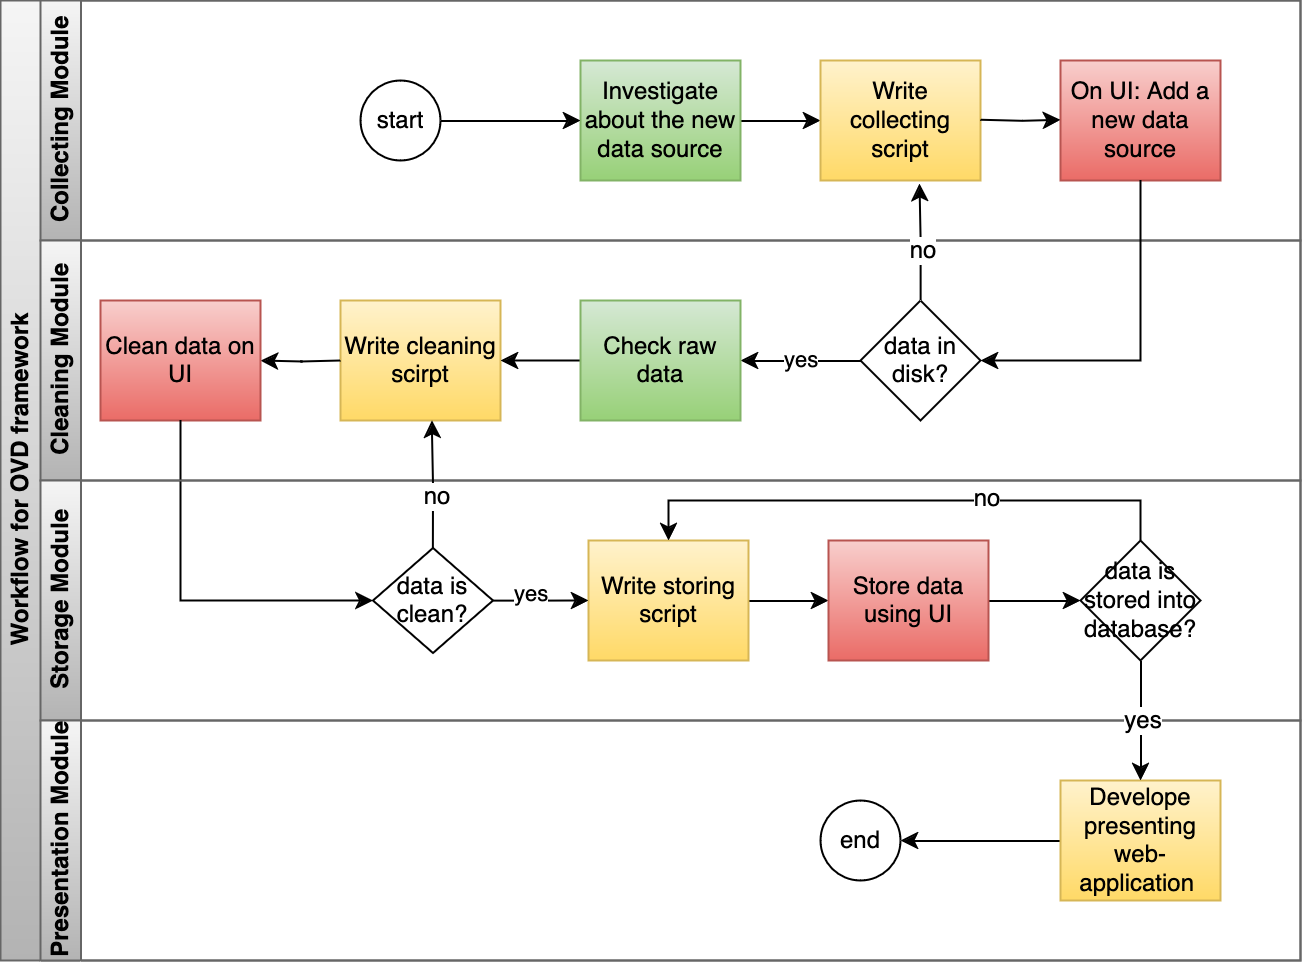 Workflow for OVD framework
Collecting Module
start
Investigate
about the new
data source
Write
collecting
script
On UI: Add a
new data
source
no
Cleaning Module
Clean data on
UI
Write cleaning
scirpt
Check raw
data
yes
data in
disk?
no
Storage Module
no
data is
clean?
yes
Write storing
script
Store data
using UI
data is
stored into
database?
yes
Presentation Module
end
Develope
presenting
web-
application